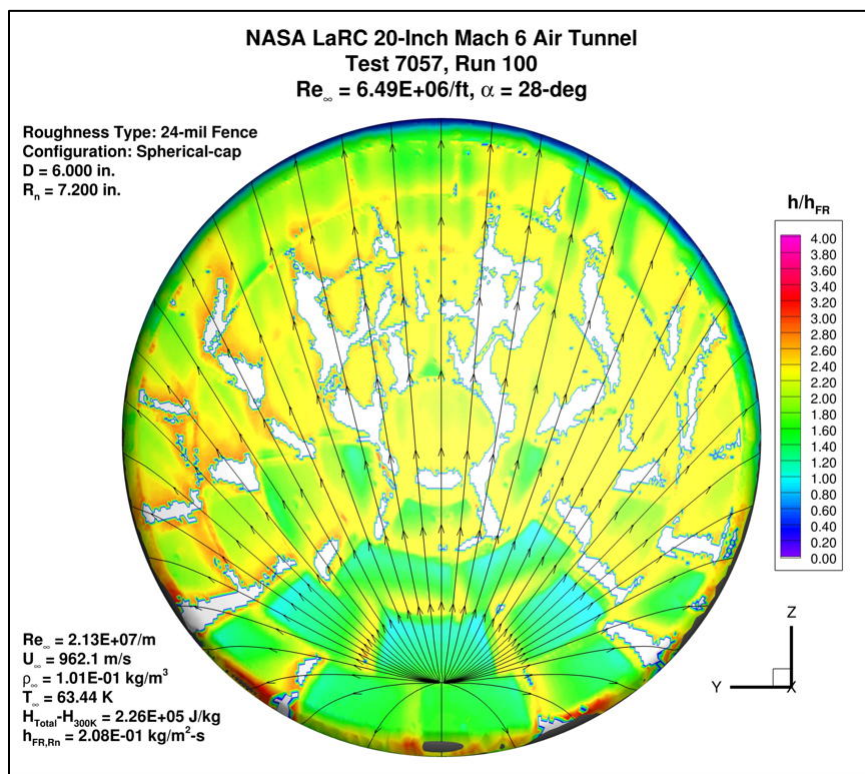 NASA LaRC 20-Inch Mach 6 Air Tunnel
Test 7057, Run 100
Re∞ = 6.49E+06/ft, α = 28-deg
Roughness Type: 24-mil Fence
Configuration: Spherical-cap
D = 6.000 in.
Rn = 7.200 in.
h/hFR
4.00
3.80
3.60
3.40
3.20
3.00
2.80
2.60
2.40
2.20
2.00
1.80
1.60
1.40
1.20
1.00
0.80
0.60
0.40
0.20
0.00
Re∞ = 2.13E+07/m
U∞ = 962.1 m/s
ρ∞ = 1.01E-01 kg/m³
T∞ = 63.44 K
HTotal-H300K = 2.26E+05 J/kg
hFR,Rn = 2.08E-01 kg/m²-s
Z
Y
X